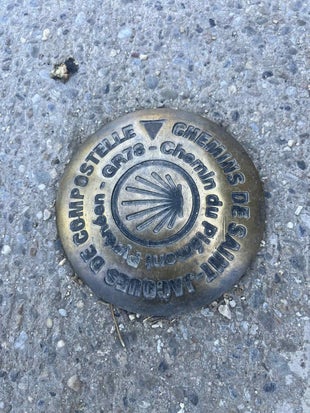 CHEMINS DE SAINT-JACQUES DE COMPOSTELLE
GR78 - Chemin du Piémont Pyrénéen -